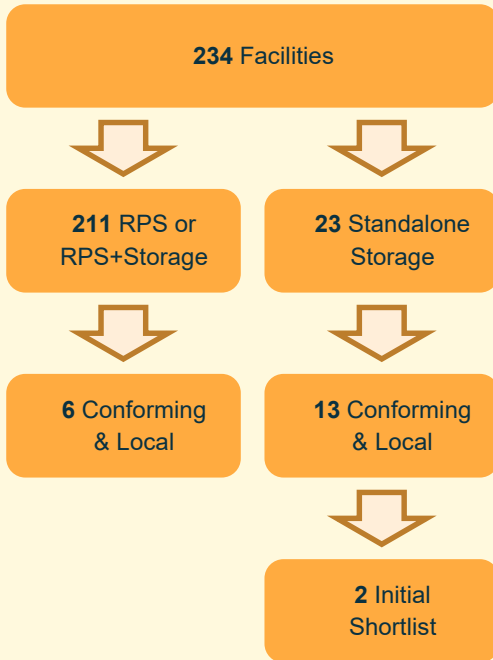 234 Facilities
211 RPS or
RPS+Storage
23 Standalone
Storage
6 Conforming
& Local
13 Conforming
& Local
2 Initial
Shortlist